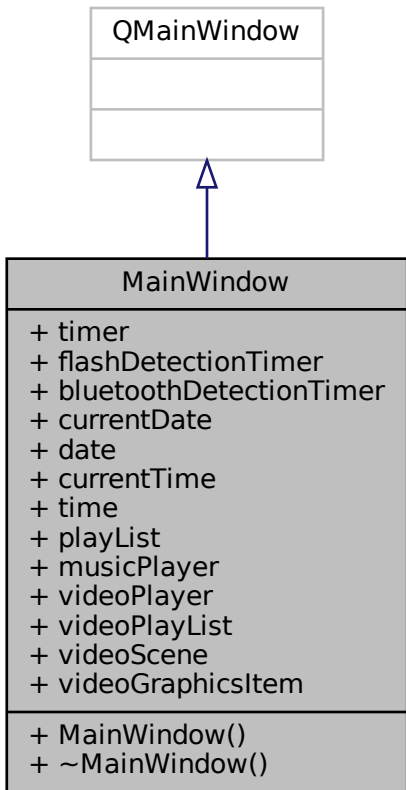 QMainWindow
MainWindow
+ timer
+ flashDetectionTimer
+ bluetoothDetectionTimer
+ currentDate
+ date
+ currentTime
+ time
+ playList
+ musicPlayer
+ videoPlayer
+ videoPlayList
+ videoScene
+ videoGraphicsItem
+ MainWindow()
+ ~MainWindow()